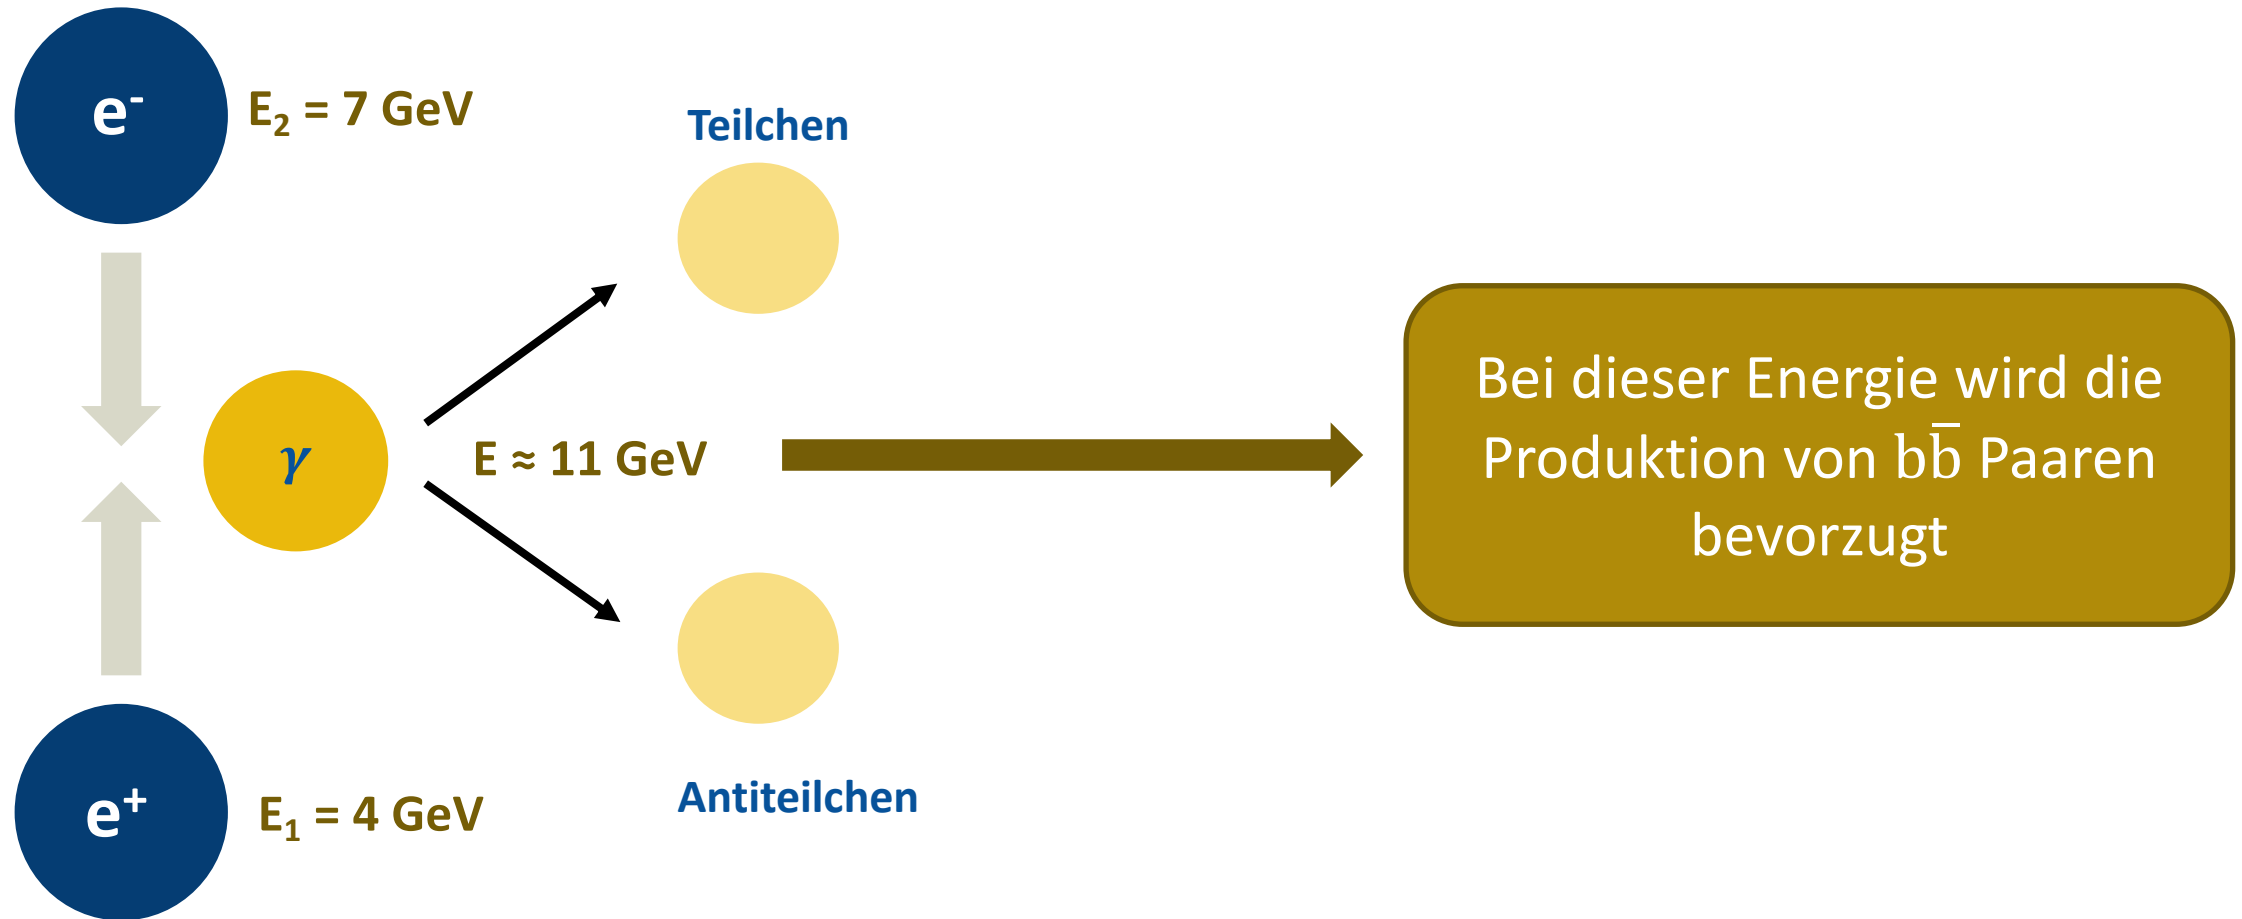 e⁻
E₂ = 7 GeV
Teilchen
γ
E ≈ 11 GeV
Bei dieser Energie wird die
Produktion von bb̅ Paaren
bevorzugt
Antiteilchen
e⁺
E₁ = 4 GeV